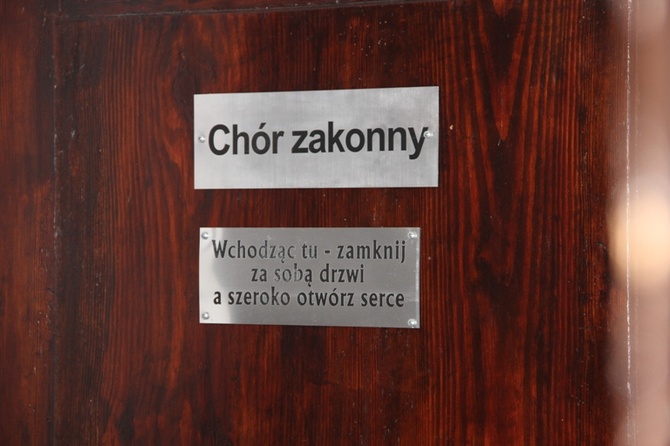 Chór zakonny
Wchodząc tu - zamknij
za sobą drzwi
a szeroko otwórz serce